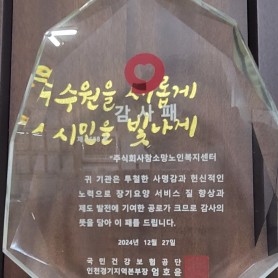 수원을 새롭게
감사패
시민을 빛나게
주식회사참소망노인복지센터
귀 기관은 투철한 사명감과 헌신적인
노력으로 장기요양 서비스 질 향상과
제도 발전에 기여한 공로가 크므로 감사의
뜻을 담아 이 패를 드립니다.
2024년 12월 27일
국민건강보험공단
인천경기지역본부장 엄호윤